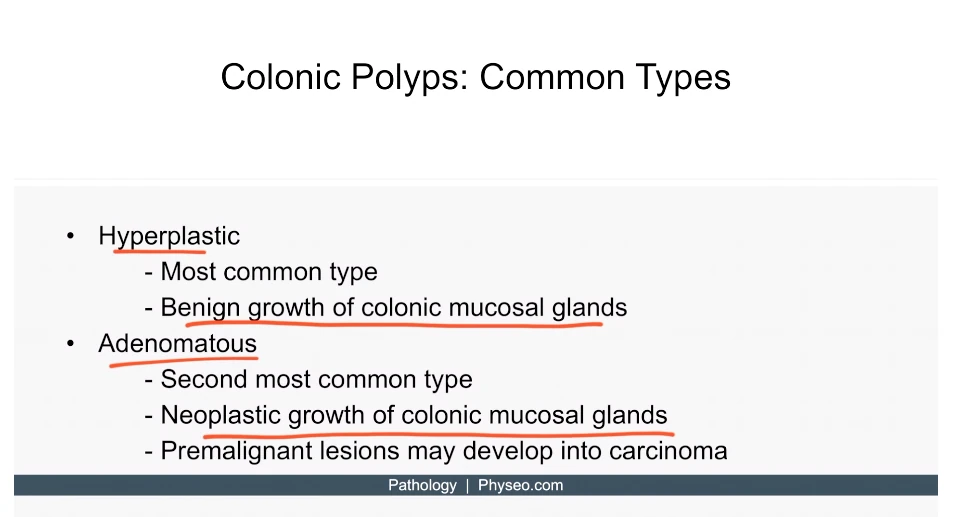 Colonic Polyps: Common Types
• Hyperplastic
- Most common type
- Benign growth of colonic mucosal glands
• Adenomatous
- Second most common type
- Neoplastic growth of colonic mucosal glands
- Premalignant lesions may develop into carcinoma
Pathology | Physeo.com